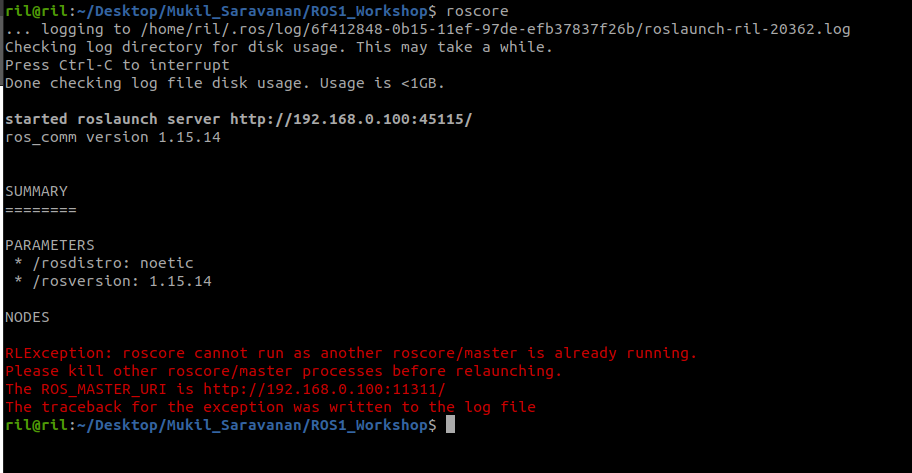 ril@ril:~/Desktop/Mukil_Saravanan/ROS1_Workshop$ roscore
... logging to /home/ril/.ros/log/6f412848-0b15-11ef-97de-efb37837f26b/roslaunch-ril-20362.log
Checking log directory for disk usage. This may take a while.
Press Ctrl-C to interrupt
Done checking log file disk usage. Usage is <1GB.
started roslaunch server http://192.168.0.100:45115/
ros_comm version 1.15.14
SUMMARY
========
PARAMETERS
* /rosdistro: noetic
* /rosversion: 1.15.14
NODES
RLException: roscore cannot run as another roscore/master is already running.
Please kill other roscore/master processes before relaunching.
The ROS_MASTER_URI is http://192.168.0.100:11311/
The traceback for the exception was written to the log file
ril@ril:~/Desktop/Mukil_Saravanan/ROS1_Workshop$